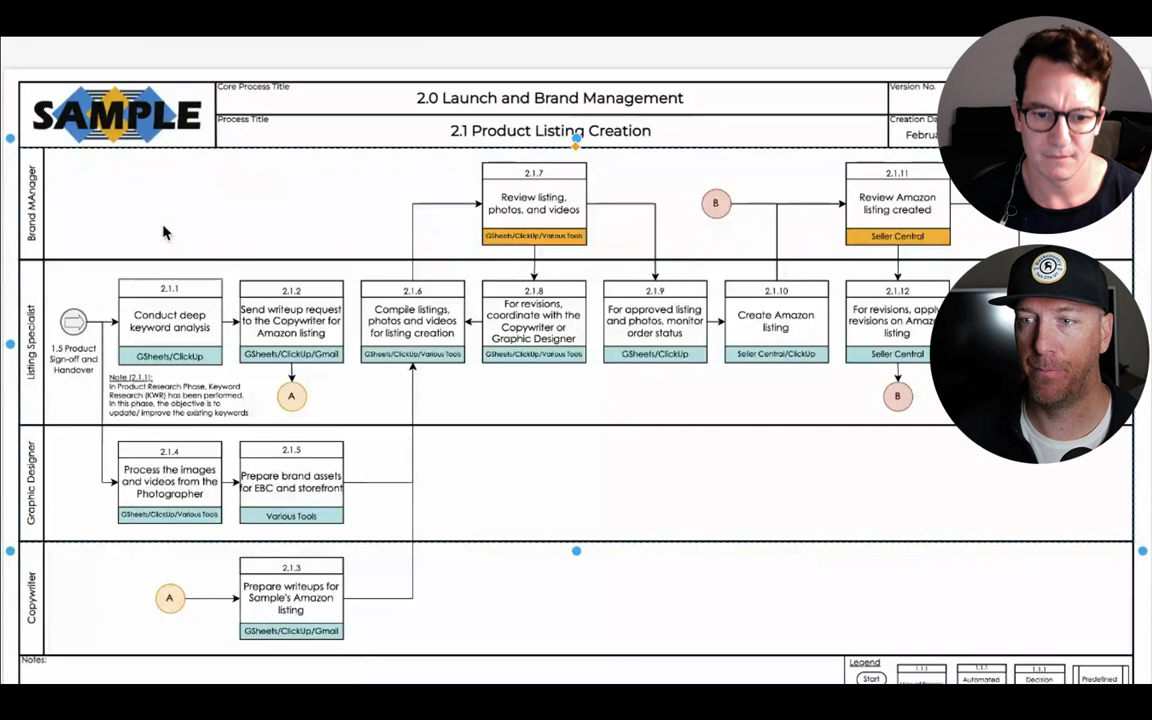 SAMPLE
Core Process Title
2.0 Launch and Brand Management
Version No.
Process Title
2.1 Product Listing Creation
Creation
Brand MAnager
2.1.7
Review listing,
photos, and videos
GSheets/ClickUp/Various Tools
B
2.1.11
Review Amazon
listing created
Seller Central
Listing Specialist
1.5 Product
Sign-off and
Handover
2.1.1
Conduct deep
keyword analysis
GSheets/ClickUp
Note (2.1.1):
In Product Research Phase, Keyword
Research (KWR) has been performed.
In this phase, the objective is to
update/ improve the existing keywords
2.1.2
Send writeup request
to the Copywriter for
Amazon listing
GSheets/ClickUp/Gmail
A
2.1.6
Compile listings,
photos and videos
for listing creation
GSheets/ClickUp/Various Tools
2.1.8
For revisions,
coordinate with the
Copywriter or
Graphic Designer
GSheets/ClickUp/Various Tools
2.1.9
For approved listing
and photos, monitor
order status
GSheets/ClickUp
2.1.10
Create Amazon
listing
Seller Central/ClickUp
2.1.12
For revisions, apply
revisions on Amazon
listing
Seller Central
B
Graphic Designer
2.1.4
Process the images
and videos from the
Photographer
GSheets/ClickUp/Various Tools
2.1.5
Prepare brand assets
for EBC and storefront
Various Tools
Copywriter
A
2.1.3
Prepare writeups for
Sample's Amazon
listing
GSheets/ClickUp/Gmail
Notes:
Legend
Start
1.1.1
1.1.1
Automated
1.1.1
Decision
Predefined